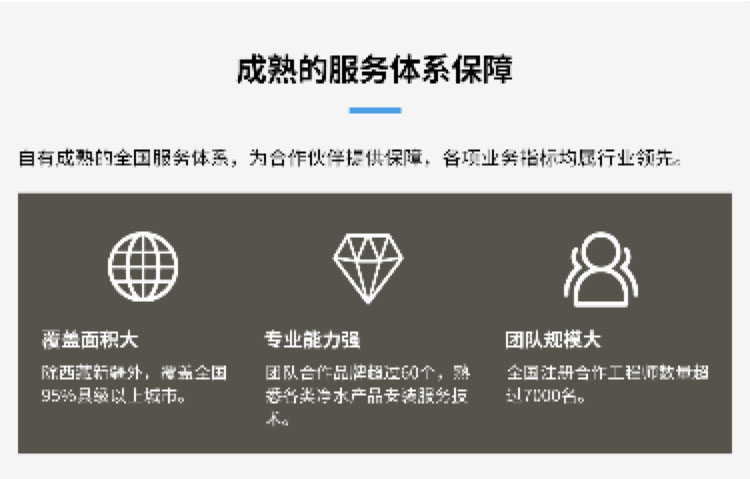 成熟的服务体系保障
自有成熟的全国服务体系，为合作伙伴提供保障，各项业务指标均属行业领先。
覆盖面积大
除西藏新疆外，覆盖全国
95%县级以上城市。
专业能力强
团队合作品牌超过60个，熟
悉各类净水产品安装服务技
术。
团队规模大
全国注册合作工程师数量超
过7000名。